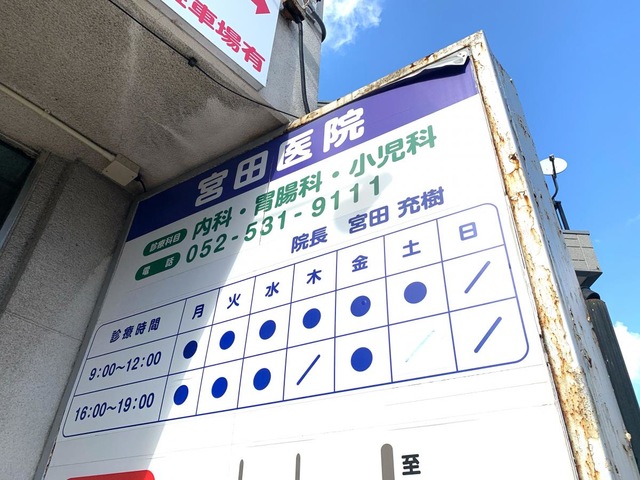 駐車場有
宮田医院
診療科目 内科・胃腸科・小児科
電話 052-531-9111
院長 宮田 充樹
診療時間 月 火 水 木 金 土 日
9:00〜12:00 ● ● ● ● ● ● /
16:00〜19:00 ● ● ● / ● / /
至